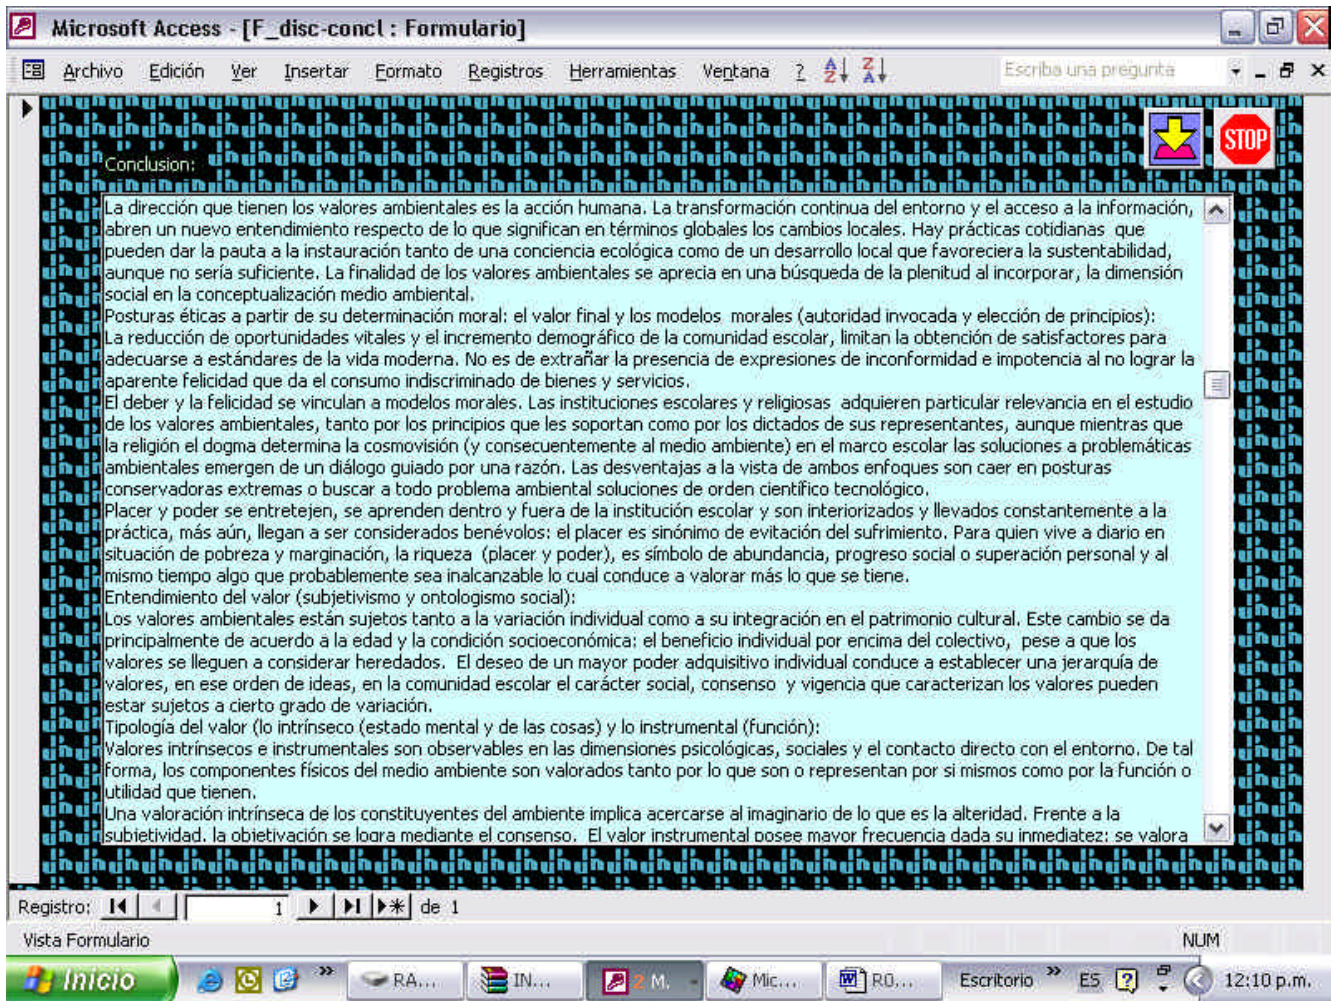 Microsoft Access - [F_disc-concl : Formulario]
Archivo Edición Ver Insertar Formato Registros Herramientas Ventana ? Escriba una pregunta
STOP
Conclusion:
La dirección que tienen los valores ambientales es la acción humana. La transformación continua del entorno y el acceso a la información,
abren un nuevo entendimiento respecto de lo que significan en términos globales los cambios locales. Hay prácticas cotidianas que
pueden dar la pauta a la instauración tanto de una conciencia ecológica como de un desarrollo local que favoreciera la sustentabilidad,
aunque no sería suficiente. La finalidad de los valores ambientales se aprecia en una búsqueda de la plenitud al incorporar, la dimensión
social en la conceptualización medio ambiental.
Posturas éticas a partir de su determinación moral: el valor final y los modelos morales (autoridad invocada y elección de principios):
La reducción de oportunidades vitales y el incremento demográfico de la comunidad escolar, limitan la obtención de satisfactores para
adecuarse a estándares de la vida moderna. No es de extrañar la presencia de expresiones de inconformidad e impotencia al no lograr la
aparente felicidad que da el consumo indiscriminado de bienes y servicios.
El deber y la felicidad se vinculan a modelos morales. Las instituciones escolares y religiosas adquieren particular relevancia en el estudio
de los valores ambientales, tanto por los principios que les soportan como por los dictados de sus representantes, aunque mientras que
la religión el dogma determina la cosmovisión (y consecuentemente al medio ambiente) en el marco escolar las soluciones a problemáticas
ambientales emergen de un diálogo guiado por una razón. Las desventajas a la vista de ambos enfoques son caer en posturas
conservadoras extremas o buscar a todo problema ambiental soluciones de orden científico tecnológico.
Placer y poder se entretejen, se aprenden dentro y fuera de la institución escolar y son interiorizados y llevados constantemente a la
práctica, más aún, llegan a ser considerados benévolos: el placer es sinónimo de evitación del sufrimiento. Para quien vive a diario en
situación de pobreza y marginación, la riqueza (placer y poder), es símbolo de abundancia, progreso social o superación personal y al
mismo tiempo algo que probablemente sea inalcanzable lo cual conduce a valorar más lo que se tiene.
Entendimiento del valor (subjetivismo y ontologismo social):
Los valores ambientales están sujetos tanto a la variación individual como a su integración en el patrimonio cultural. Este cambio se da
principalmente de acuerdo a la edad y la condición socioeconómica: el beneficio individual por encima del colectivo, pese a que los
valores se lleguen a considerar heredados. El deseo de un mayor poder adquisitivo individual conduce a establecer una jerarquía de
valores, en ese orden de ideas, en la comunidad escolar el carácter social, consenso y vigencia que caracterizan los valores pueden
estar sujetos a cierto grado de variación.
Tipología del valor (lo intrínseco (estado mental y de las cosas) y lo instrumental (función):
Valores intrínsecos e instrumentales son observables en las dimensiones psicológicas, sociales y el contacto directo con el entorno. De tal
forma, los componentes físicos del medio ambiente son valorados tanto por lo que son o representan por si mismos como por la función o
utilidad que tienen.
Una valoración intrínseca de los constituyentes del ambiente implica acercarse al imaginario de lo que es la alteridad. Frente a la
subjetividad, la objetivación se logra mediante el consenso. El valor instrumental posee mayor frecuencia dada su inmediatez: se valora
Registro: 1 de 1
Vista Formulario NUM
Inicio RA... IN... 2 M. Mic... R0... Escritorio ES 12:10 p.m.